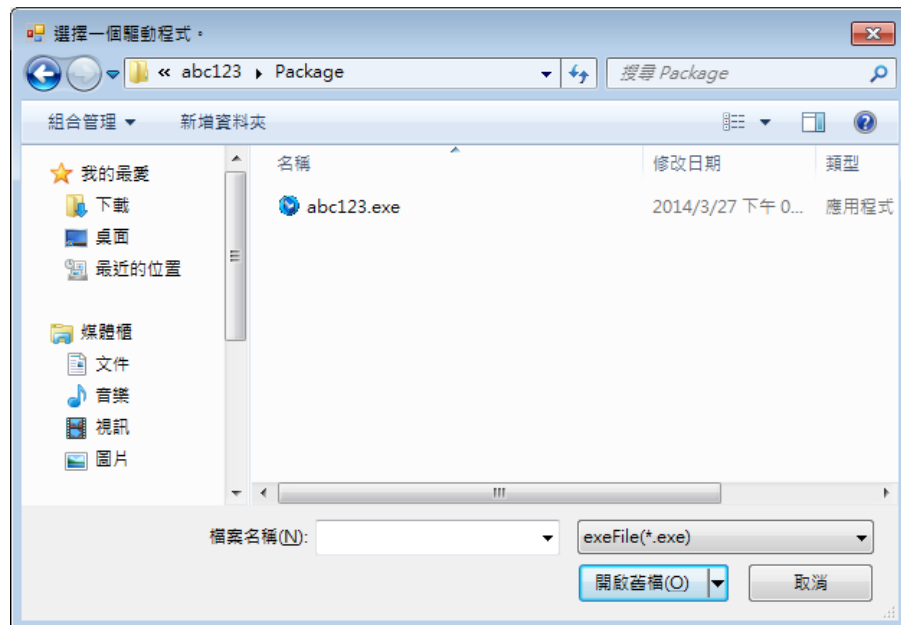 選擇一個驅動程式。
« abc123 ▸ Package
搜尋 Package
組合管理 ▼ 新增資料夾
名稱 修改日期 類型
我的最愛
下載
桌面
最近的位置
媒體櫃
文件
音樂
視訊
圖片
abc123.exe 2014/3/27 下午 0... 應用程式
檔案名稱(N):
exeFile(*.exe)
開啟舊檔(O) 取消